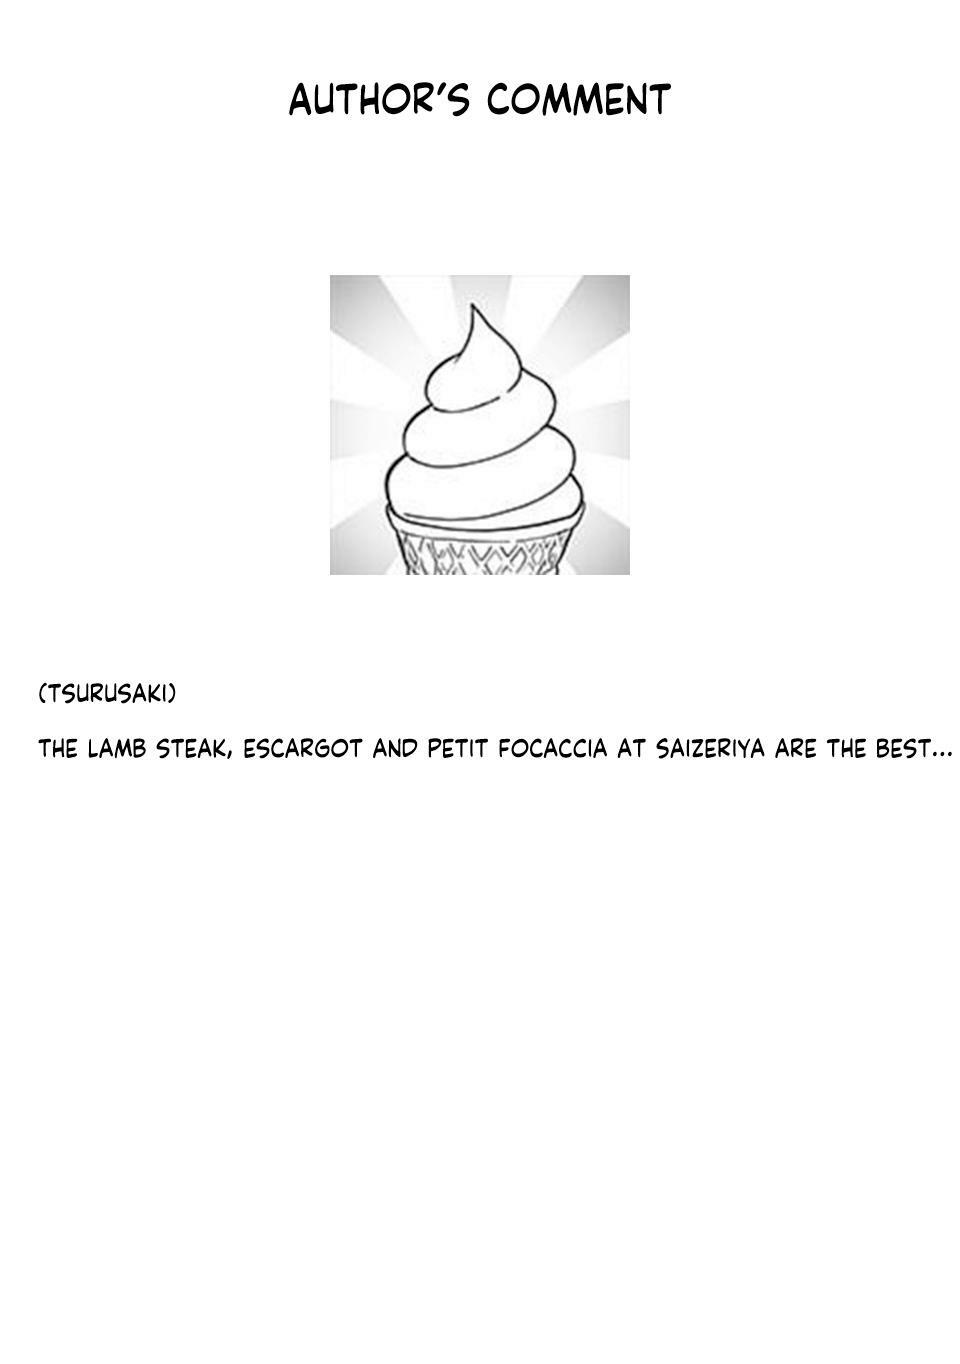 AUTHOR'S COMMENT
(TSURUSAKI)
THE LAMB STEAK, ESCARGOT AND PETIT FOCACCIA AT SAIZERIYA ARE THE BEST...